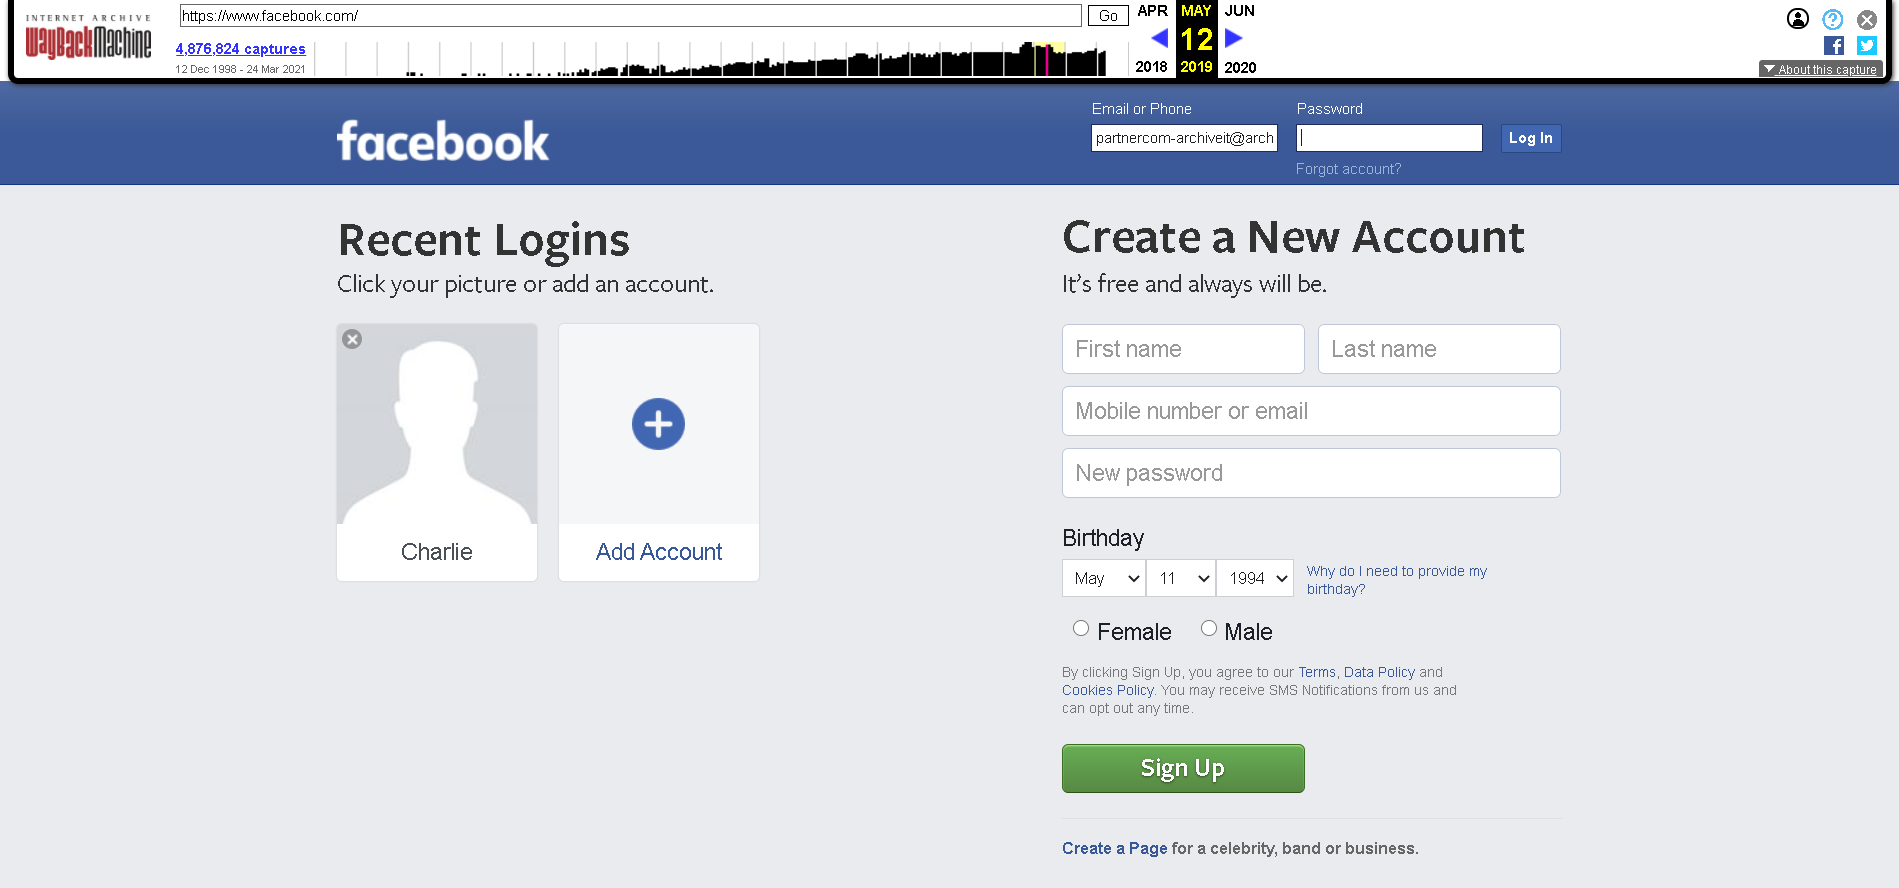 INTERNET ARCHIVE
WayBackMachine
https://www.facebook.com/
Go
APR MAY JUN
4,876,824 captures
12
12 Dec 1998 - 24 Mar 2021
2018 2019 2020
About this capture
facebook
Email or Phone
Password
partnercom-archiveit@arch
Log In
Forgot account?
Recent Logins
Click your picture or add an account.
Charlie
Add Account
Create a New Account
It's free and always will be.
First name
Last name
Mobile number or email
New password
Birthday
May 11 1994
Why do I need to provide my
birthday?
Female Male
By clicking Sign Up, you agree to our Terms, Data Policy and
Cookies Policy. You may receive SMS Notifications from us and
can opt out any time.
Sign Up
Create a Page for a celebrity, band or business.